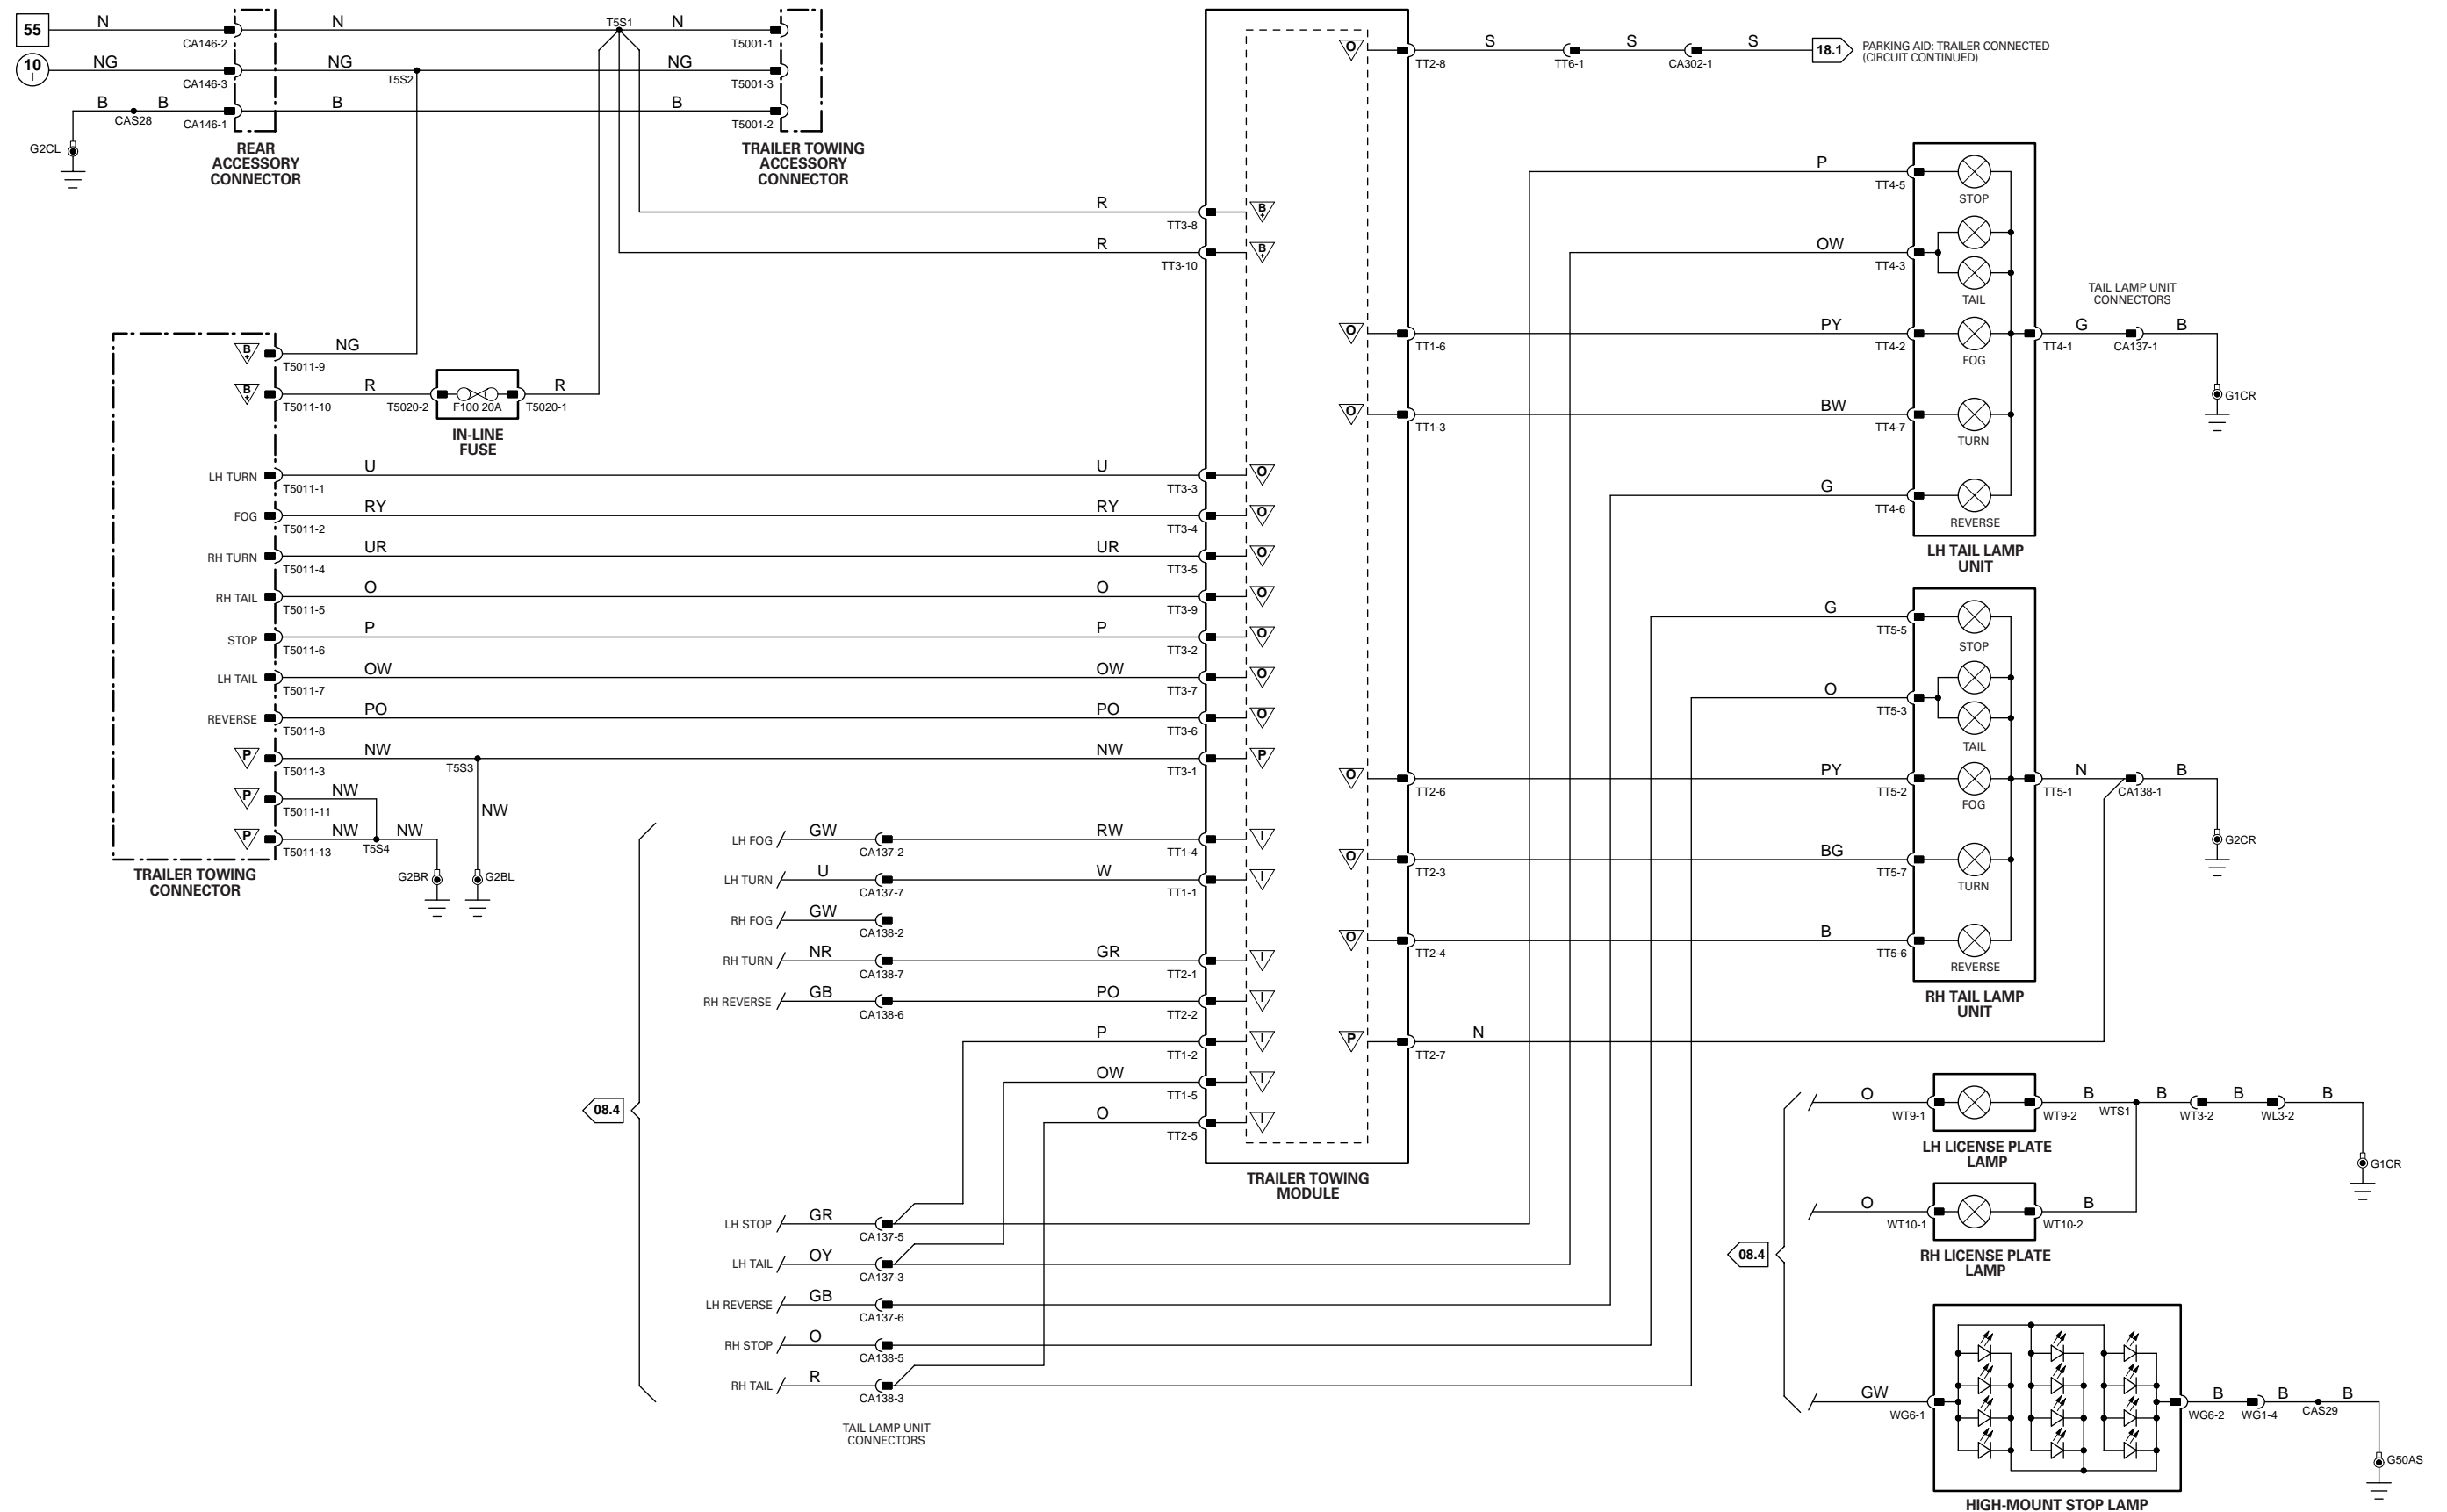 55
N
CA146-2
N
T5S1
N
T5001-1
10
I
NG
CA146-3
NG
T5S2
NG
T5001-3
B
CAS28
B
CA146-1
B
B
T5001-2
G2CL
REAR
ACCESSORY
CONNECTOR
TRAILER TOWING
ACCESSORY
CONNECTOR
R
TT3-8
B
+
R
TT3-10
B
+
B
+
T5011-9
NG
B
+
T5011-10
R
T5020-2
F100 20A
T5020-1
R
IN-LINE
FUSE
LH TURN
T5011-1
U
U
TT3-3
O
FOG
T5011-2
RY
RY
TT3-4
O
RH TURN
T5011-4
UR
UR
TT3-5
O
RH TAIL
T5011-5
O
O
TT3-9
O
STOP
T5011-6
P
P
TT3-2
O
LH TAIL
T5011-7
OW
OW
TT3-7
O
REVERSE
T5011-8
PO
PO
TT3-6
O
P
T5011-3
NW
T5S3
NW
TT3-1
P
P
T5011-11
NW
NW
P
T5011-13
NW
T5S4
NW
G2BR
G2BL
TRAILER TOWING
CONNECTOR
08.4
LH FOG
GW
CA137-2
RW
TT1-4
I
LH TURN
U
CA137-7
W
TT1-1
I
RH FOG
GW
CA138-2
RH TURN
NR
CA138-7
GR
TT2-1
I
RH REVERSE
GB
CA138-6
PO
TT2-2
I
P
TT1-2
I
OW
TT1-5
I
O
TT2-5
I
LH STOP
GR
CA137-5
LH TAIL
OY
CA137-3
LH REVERSE
GB
CA137-6
RH STOP
O
CA138-5
RH TAIL
R
CA138-3
TAIL LAMP UNIT
CONNECTORS
TRAILER TOWING
MODULE
O
TT2-8
S
TT6-1
S
CA302-1
S
18.1
PARKING AID: TRAILER CONNECTED
(CIRCUIT CONTINUED)
O
TT1-6
O
TT1-3
O
TT2-6
O
TT2-3
O
TT2-4
P
TT2-7
N
P
TT4-5
STOP
OW
TT4-3
TAIL
PY
TT4-2
FOG
BW
TT4-7
TURN
G
TT4-6
REVERSE
LH TAIL LAMP
UNIT
TAIL LAMP UNIT
CONNECTORS
TT4-1
G
CA137-1
B
G1CR
G
TT5-5
STOP
O
TT5-3
TAIL
PY
TT5-2
FOG
BG
TT5-7
TURN
B
TT5-6
REVERSE
RH TAIL LAMP
UNIT
TT5-1
N
CA138-1
B
G2CR
08.4
O
WT9-1
WT9-2
B
WTS1
B
WT3-2
B
WL3-2
B
G1CR
LH LICENSE PLATE
LAMP
O
WT10-1
WT10-2
B
RH LICENSE PLATE
LAMP
GW
WG6-1
WG6-2
B
WG1-4
B
CAS29
B
G50AS
HIGH-MOUNT STOP LAMP